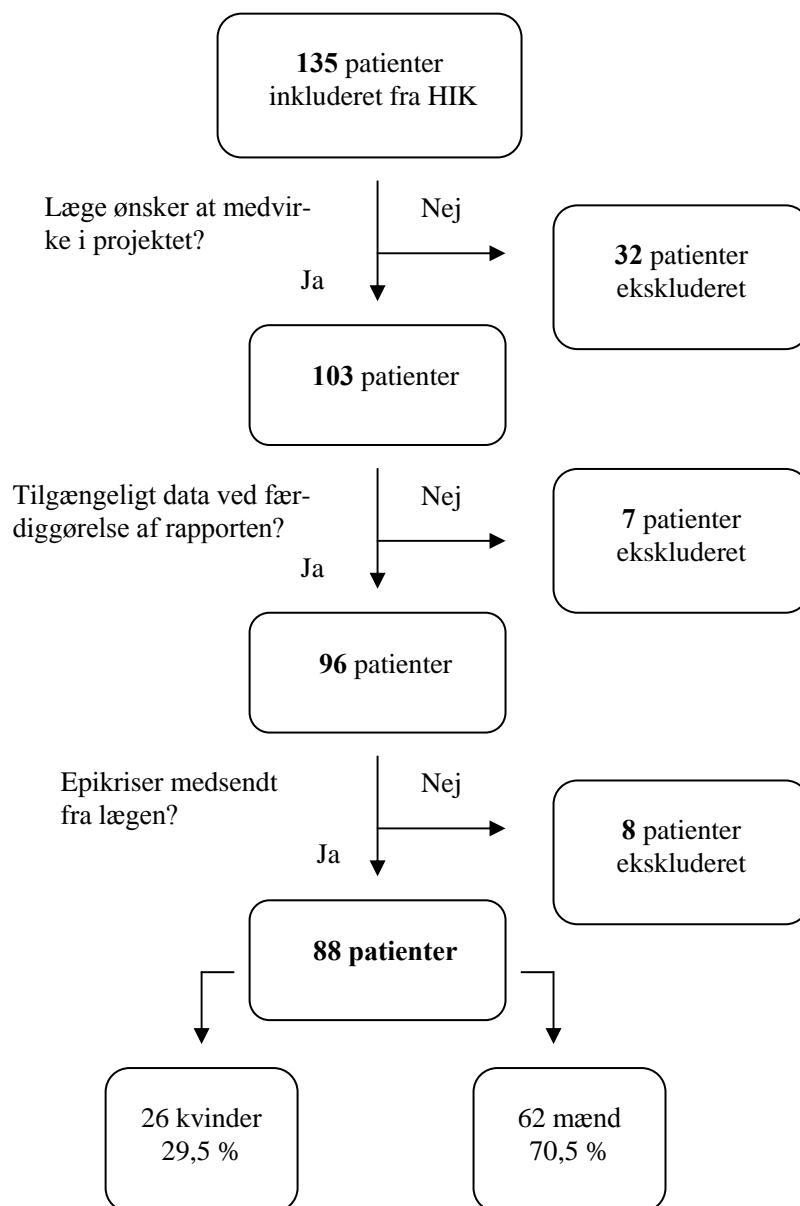 135 patienter
inkluderet fra HIK
Læge ønsker at medvir-
ke i projektet?
Nej
Ja
32 patienter
ekskluderet
103 patienter
Tilgængeligt data ved fær-
diggørelse af rapporten?
Nej
Ja
7 patienter
ekskluderet
96 patienter
Epikriser medsendt
fra lægen?
Nej
Ja
8 patienter
ekskluderet
88 patienter
26 kvinder
29,5 %
62 mænd
70,5 %